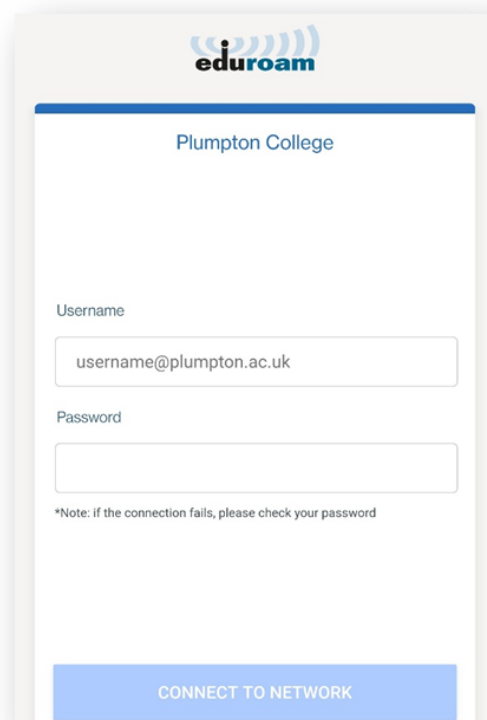 eduroam
Plumpton College
Username
username@plumpton.ac.uk
Password
*Note: if the connection fails, please check your password
CONNECT TO NETWORK